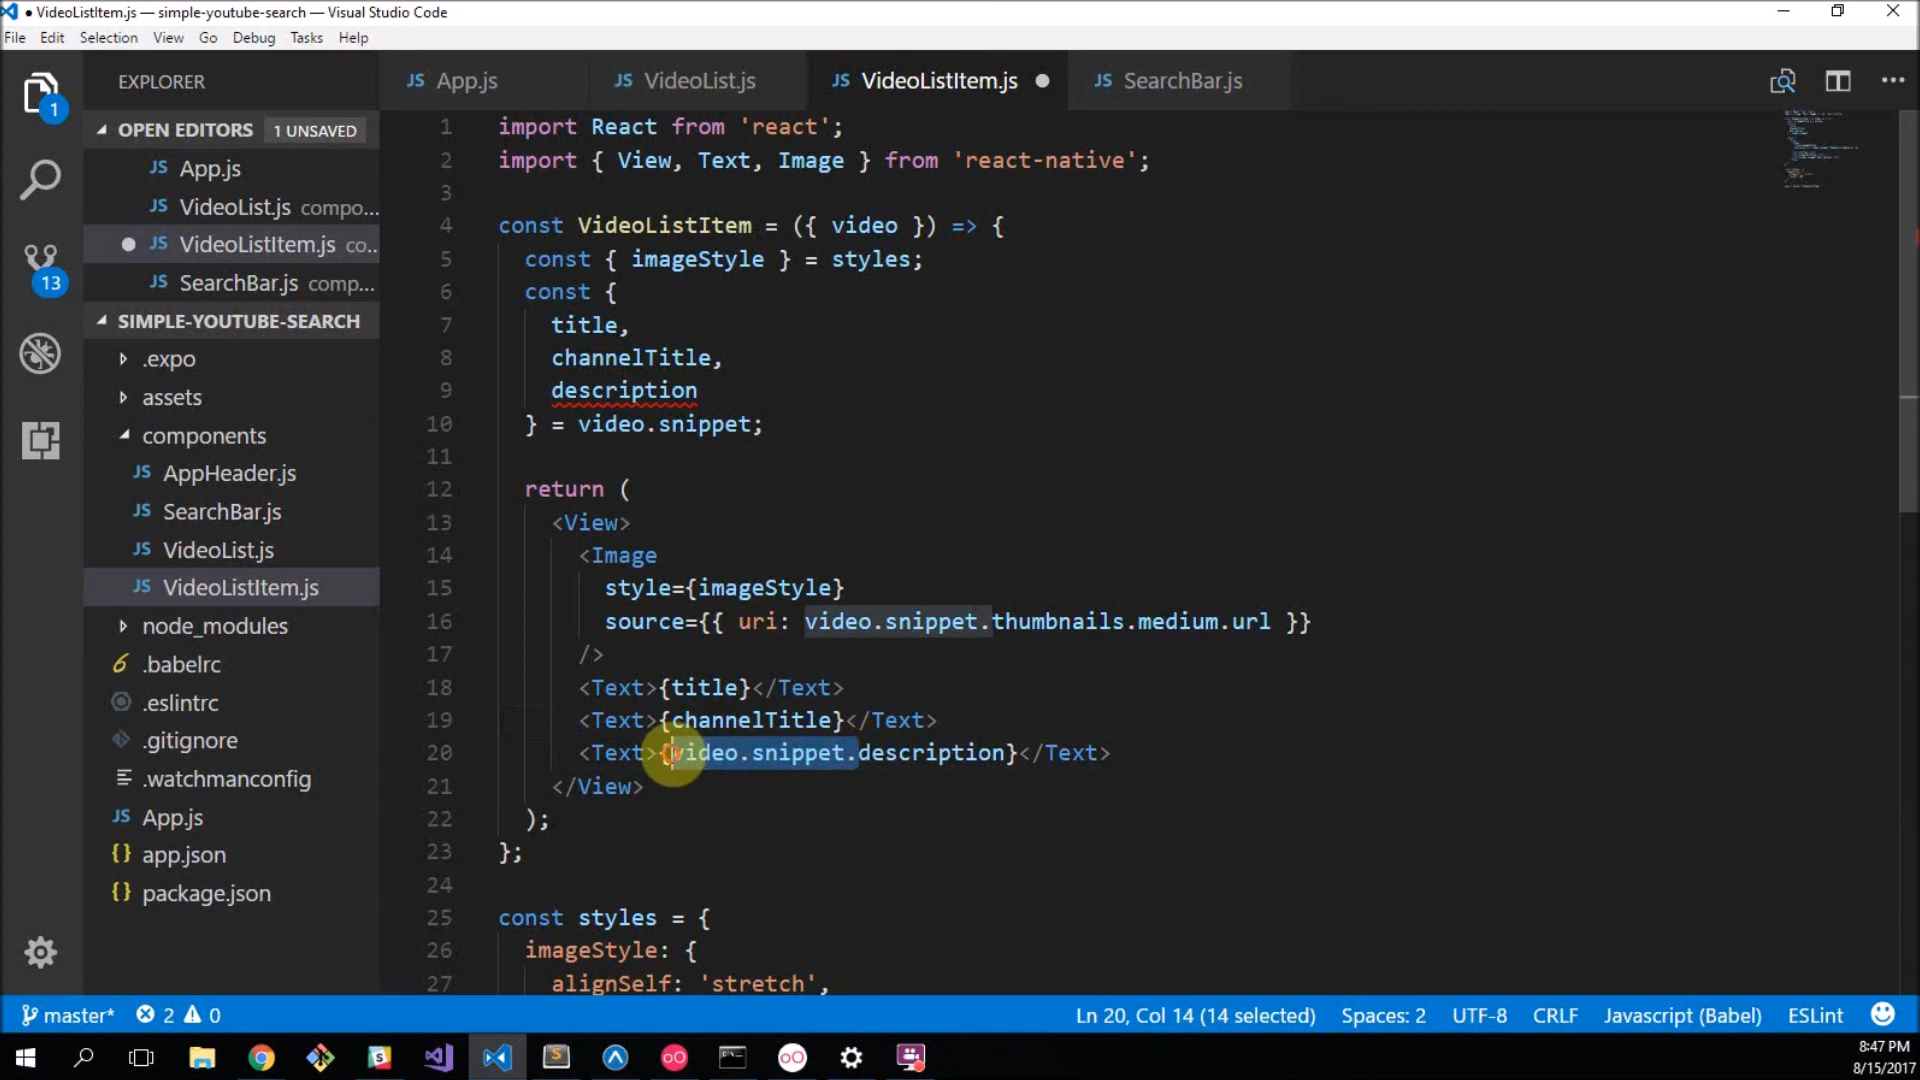 ● VideoListItem.js — simple-youtube-search — Visual Studio Code
File Edit Selection View Go Debug Tasks Help
EXPLORER
JS App.js
JS VideoList.js
JS VideoListItem.js
JS SearchBar.js
1
OPEN EDITORS 1 UNSAVED
JS App.js
JS VideoList.js compo...
JS VideoListItem.js co...
JS SearchBar.js comp...
13
SIMPLE-YOUTUBE-SEARCH
.expo
assets
components
JS AppHeader.js
JS SearchBar.js
JS VideoList.js
JS VideoListItem.js
node_modules
.babelrc
.eslintrc
.gitignore
.watchmanconfig
JS App.js
{} app.json
{} package.json
1 import React from 'react';
2 import { View, Text, Image } from 'react-native';
3
4 const VideoListItem = ({ video }) => {
5 const { imageStyle } = styles;
6 const {
7 title,
8 channelTitle,
9 description
10 } = video.snippet;
11
12 return (
13 <View>
14 <Image
15 style={imageStyle}
16 source={{ uri: video.snippet.thumbnails.medium.url }}
17 />
18 <Text>{title}</Text>
19 <Text>{channelTitle}</Text>
20 <Text>{video.snippet.description}</Text>
21 </View>
22 );
23 };
24
25 const styles = {
26 imageStyle: {
27 alignSelf: 'stretch',
master* 2 0
Ln 20, Col 14 (14 selected) Spaces: 2 UTF-8 CRLF Javascript (Babel) ESLint
8:47 PM
8/15/2017